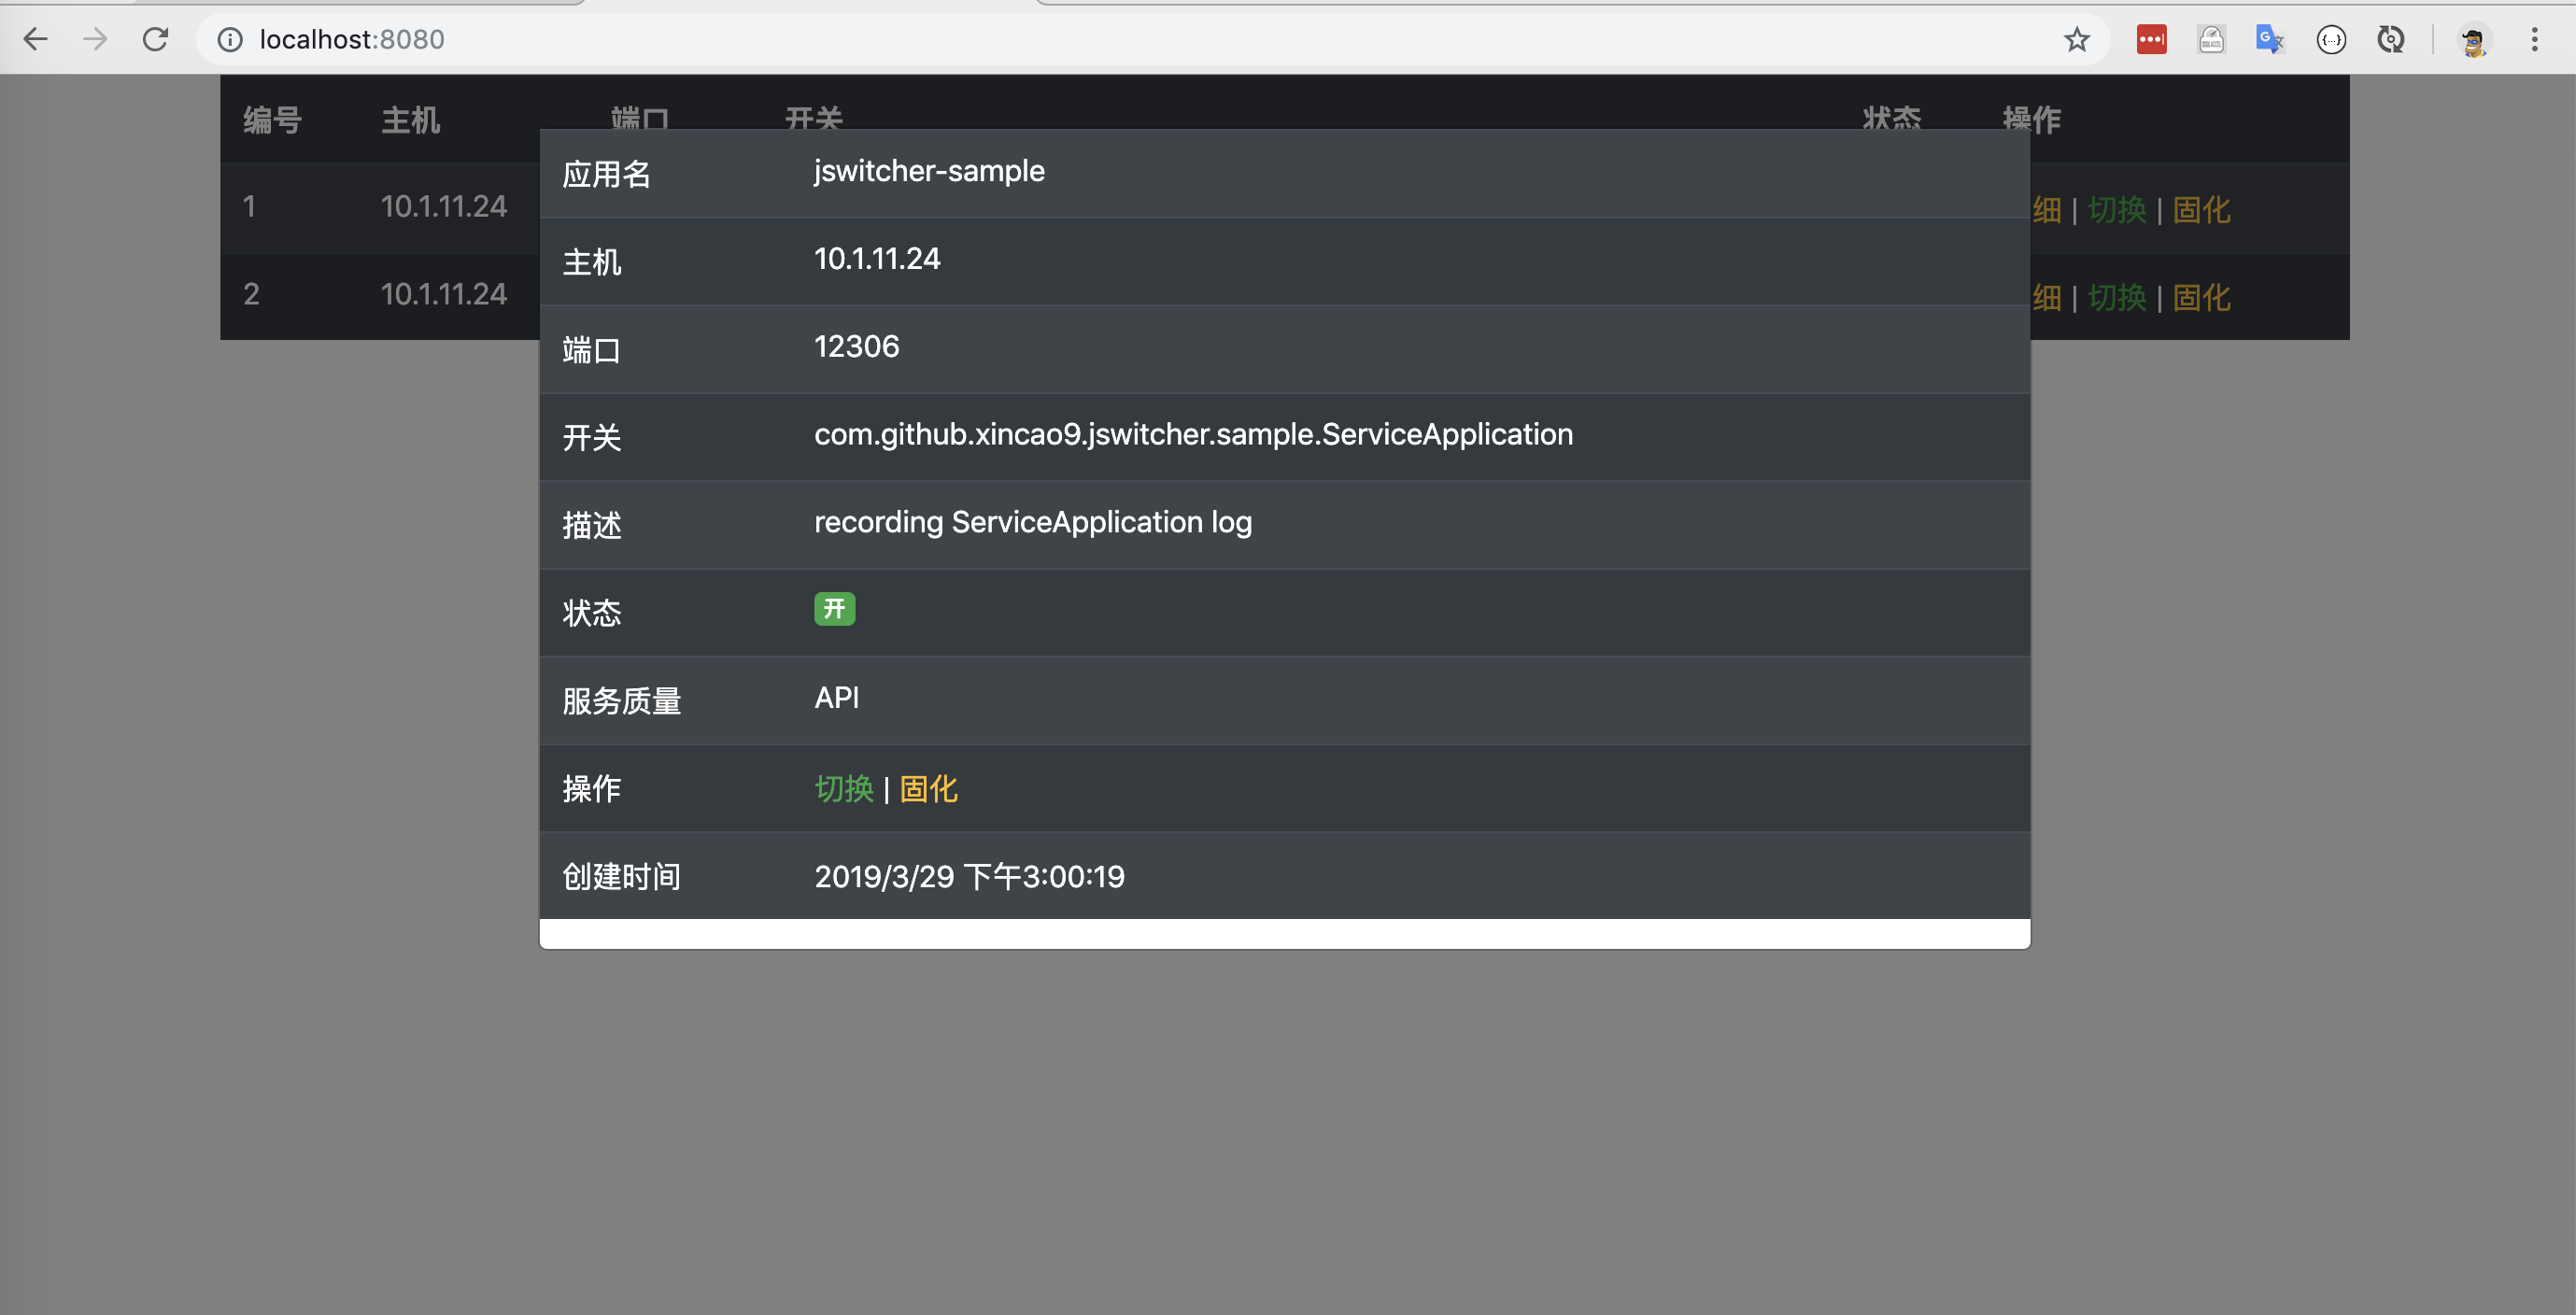 localhost:8080
编号 主机 端口 开关 状态 操作
1 10.1.11.24 细 | 切换 | 固化
2 10.1.11.24 细 | 切换 | 固化
应用名 jswitcher-sample
主机 10.1.11.24
端口 12306
开关 com.github.xincao9.jswitcher.sample.ServiceApplication
描述 recording ServiceApplication log
状态 开
服务质量 API
操作 切换 | 固化
创建时间 2019/3/29 下午3:00:19